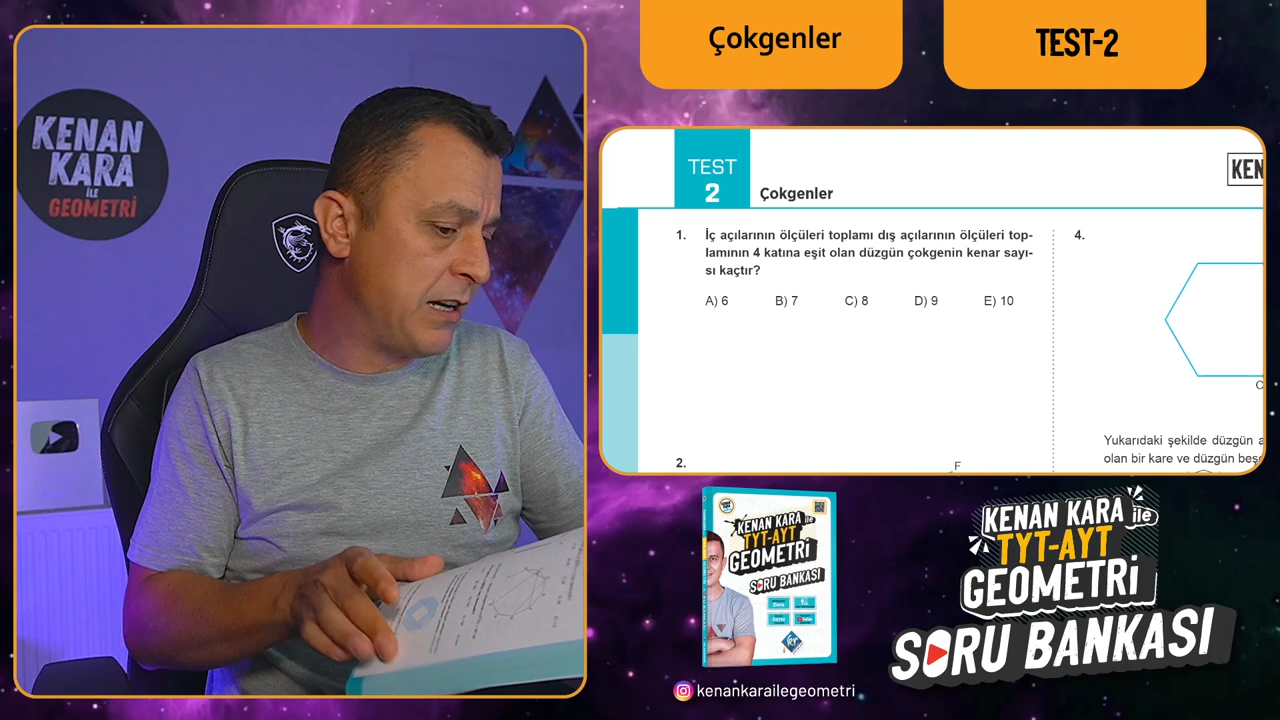 Çokgenler
TEST-2
KENAN
KARA
İLE
GEOMETRİ
TEST
2
Çokgenler
KEN
1. İç açılarının ölçüleri toplamı dış açılarının ölçüleri top-
lamının 4 katına eşit olan düzgün çokgenin kenar sayı-
sı kaçtır?
A) 6 B) 7 C) 8 D) 9 E) 10
2.
F
4.
C
Yukarıdaki şekilde düzgün a
olan bir kare ve düzgün beş
KENAN KARA ile
TYT-AYT
GEOMETRİ
SORU BANKASI
KENAN KARA ile
TYT-AYT
GEOMETRİ
SORU BANKASI
kenankarailegeometri